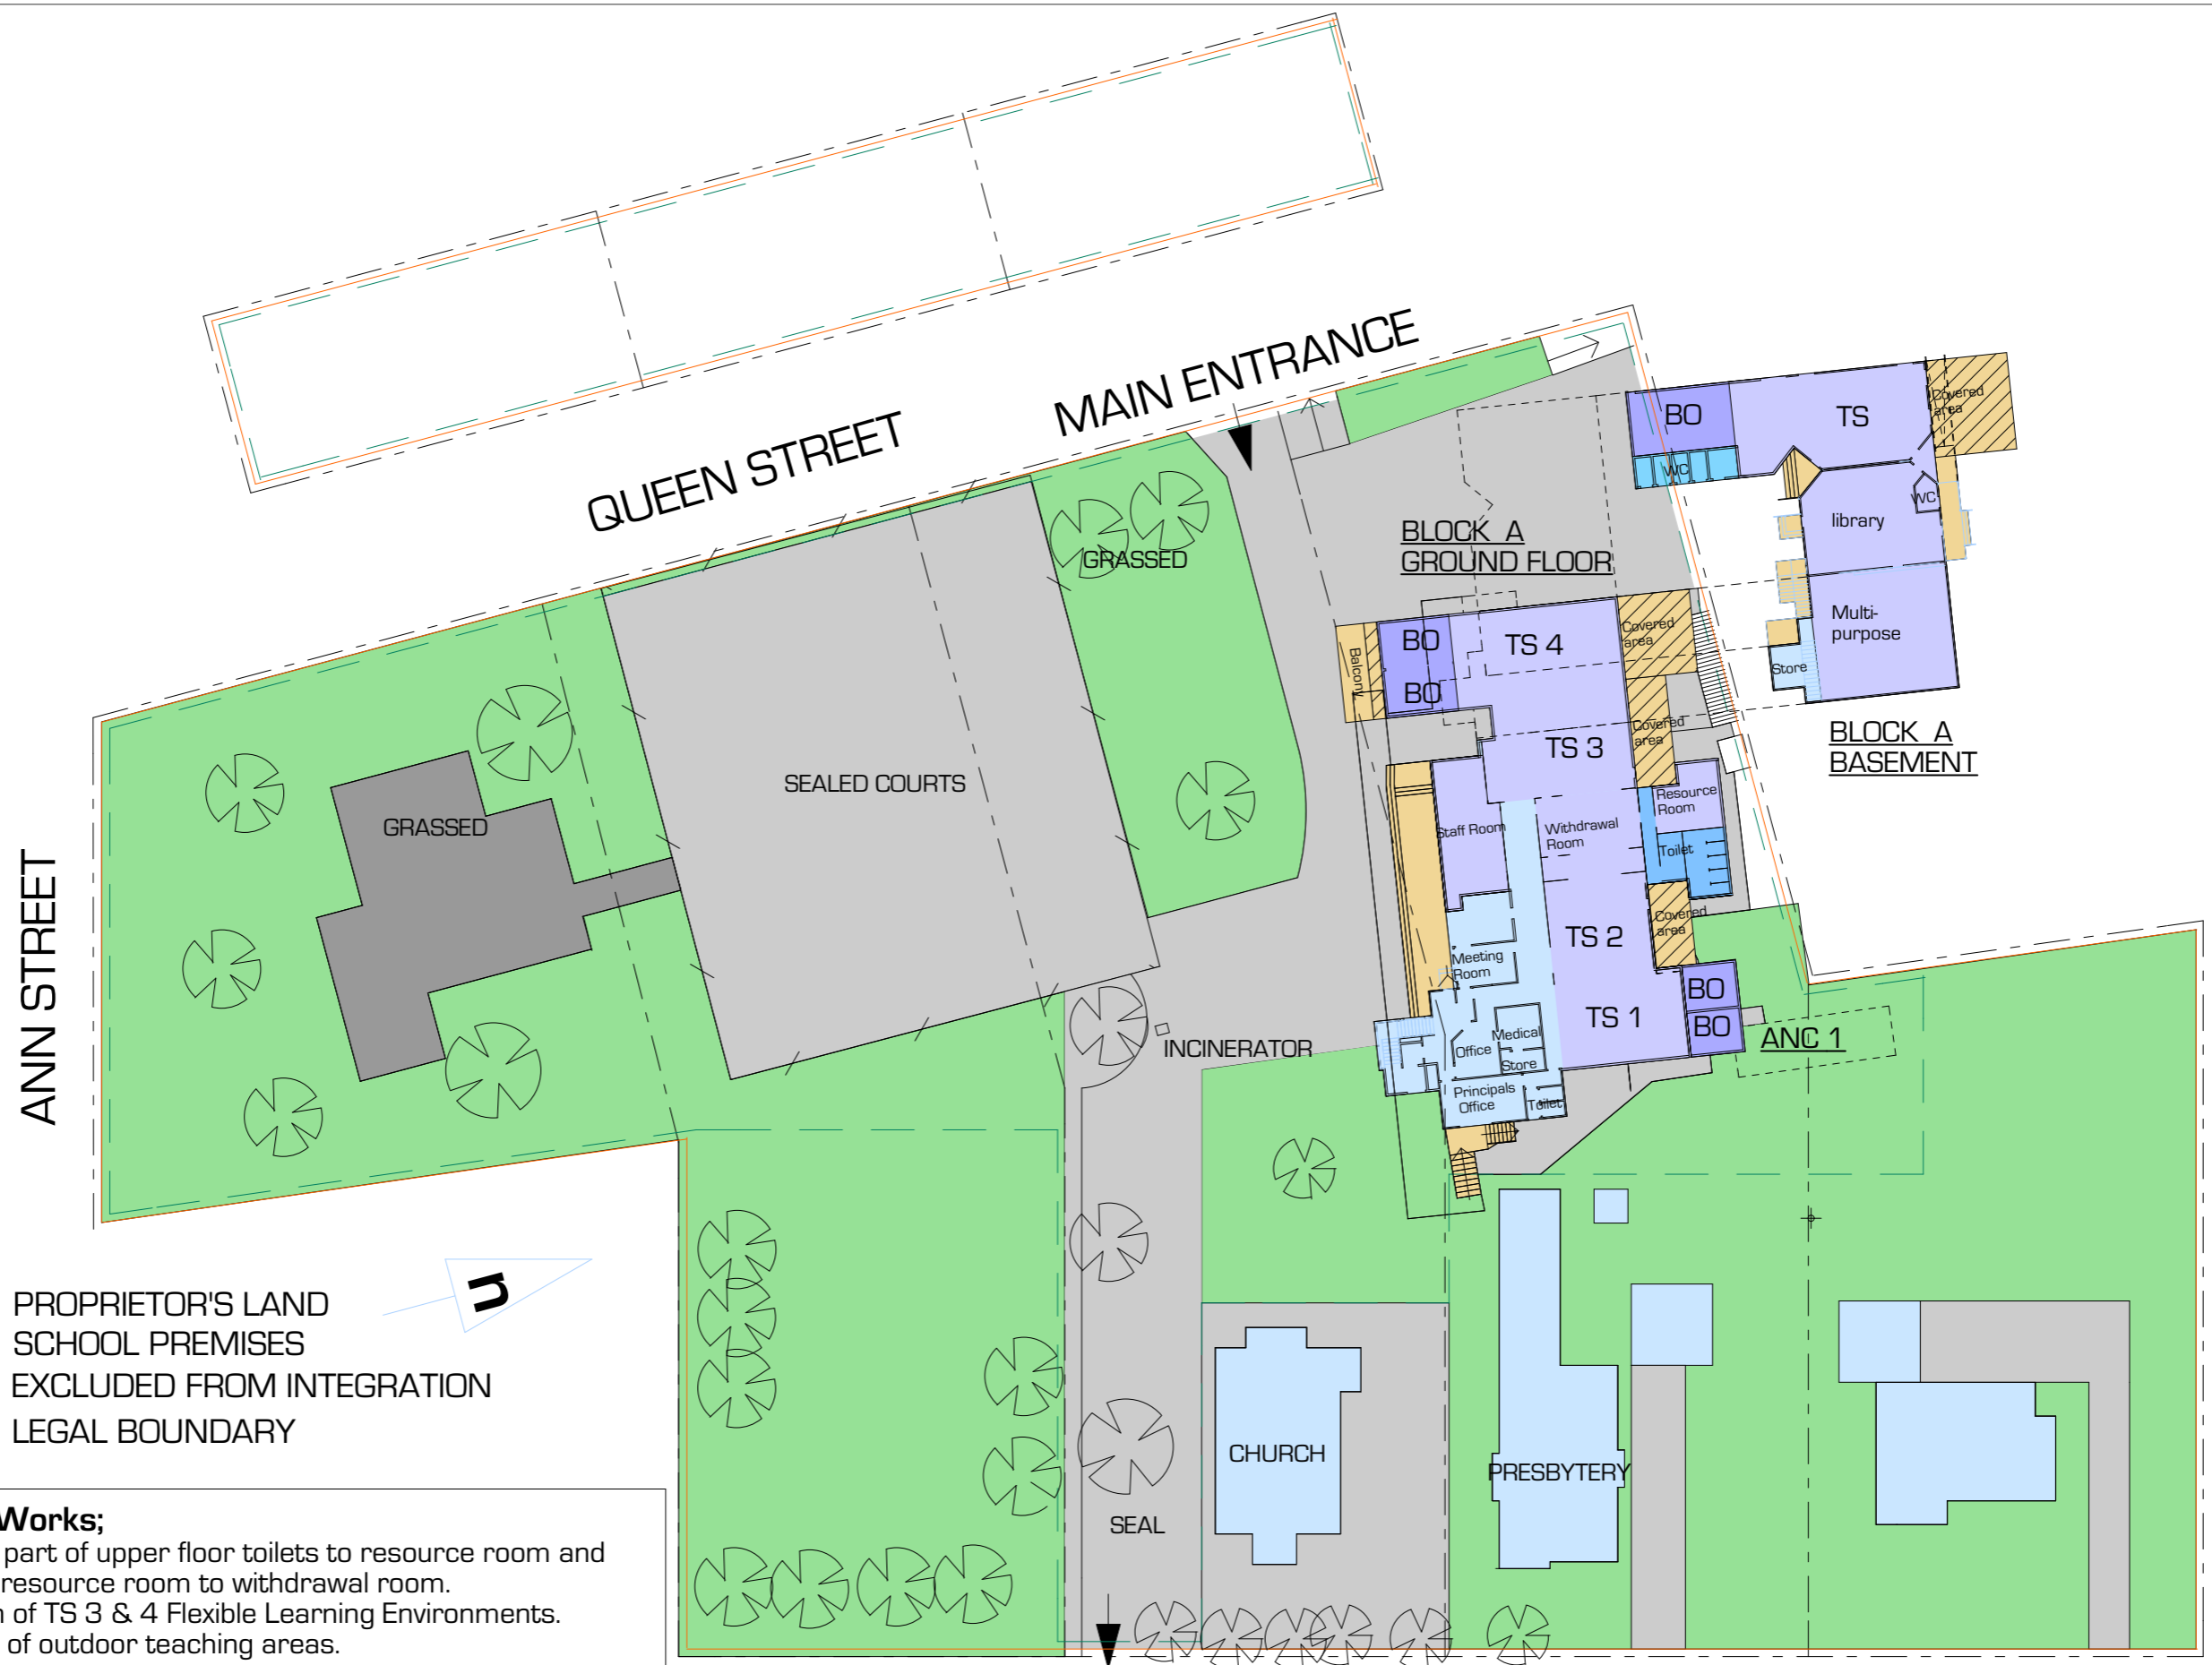 MAIN ENTRANCE
QUEEN STREET
ANN STREET
GRASSED
GRASSED
SEALED COURTS
INCINERATOR
BLOCK A
GROUND FLOOR
BO
TS
Covered
area
WC
library
WC
Multi-
purpose
Store
BLOCK A
BASEMENT
Balcony
BO
BO
TS 4
Covered
area
TS 3
Covered
area
Resource
Room
Staff Room
Withdrawal
Room
Toilet
TS 2
Covered
area
Meeting
Room
BO
BO
TS 1
ANC 1
Medical
Office
Store
Principals
Office
Toilet
n
PROPRIETOR'S LAND
SCHOOL PREMISES
EXCLUDED FROM INTEGRATION
LEGAL BOUNDARY
CHURCH
PRESBYTERY
SEAL
Works;
part of upper floor toilets to resource room and
resource room to withdrawal room.
of TS 3 & 4 Flexible Learning Environments.
of outdoor teaching areas.